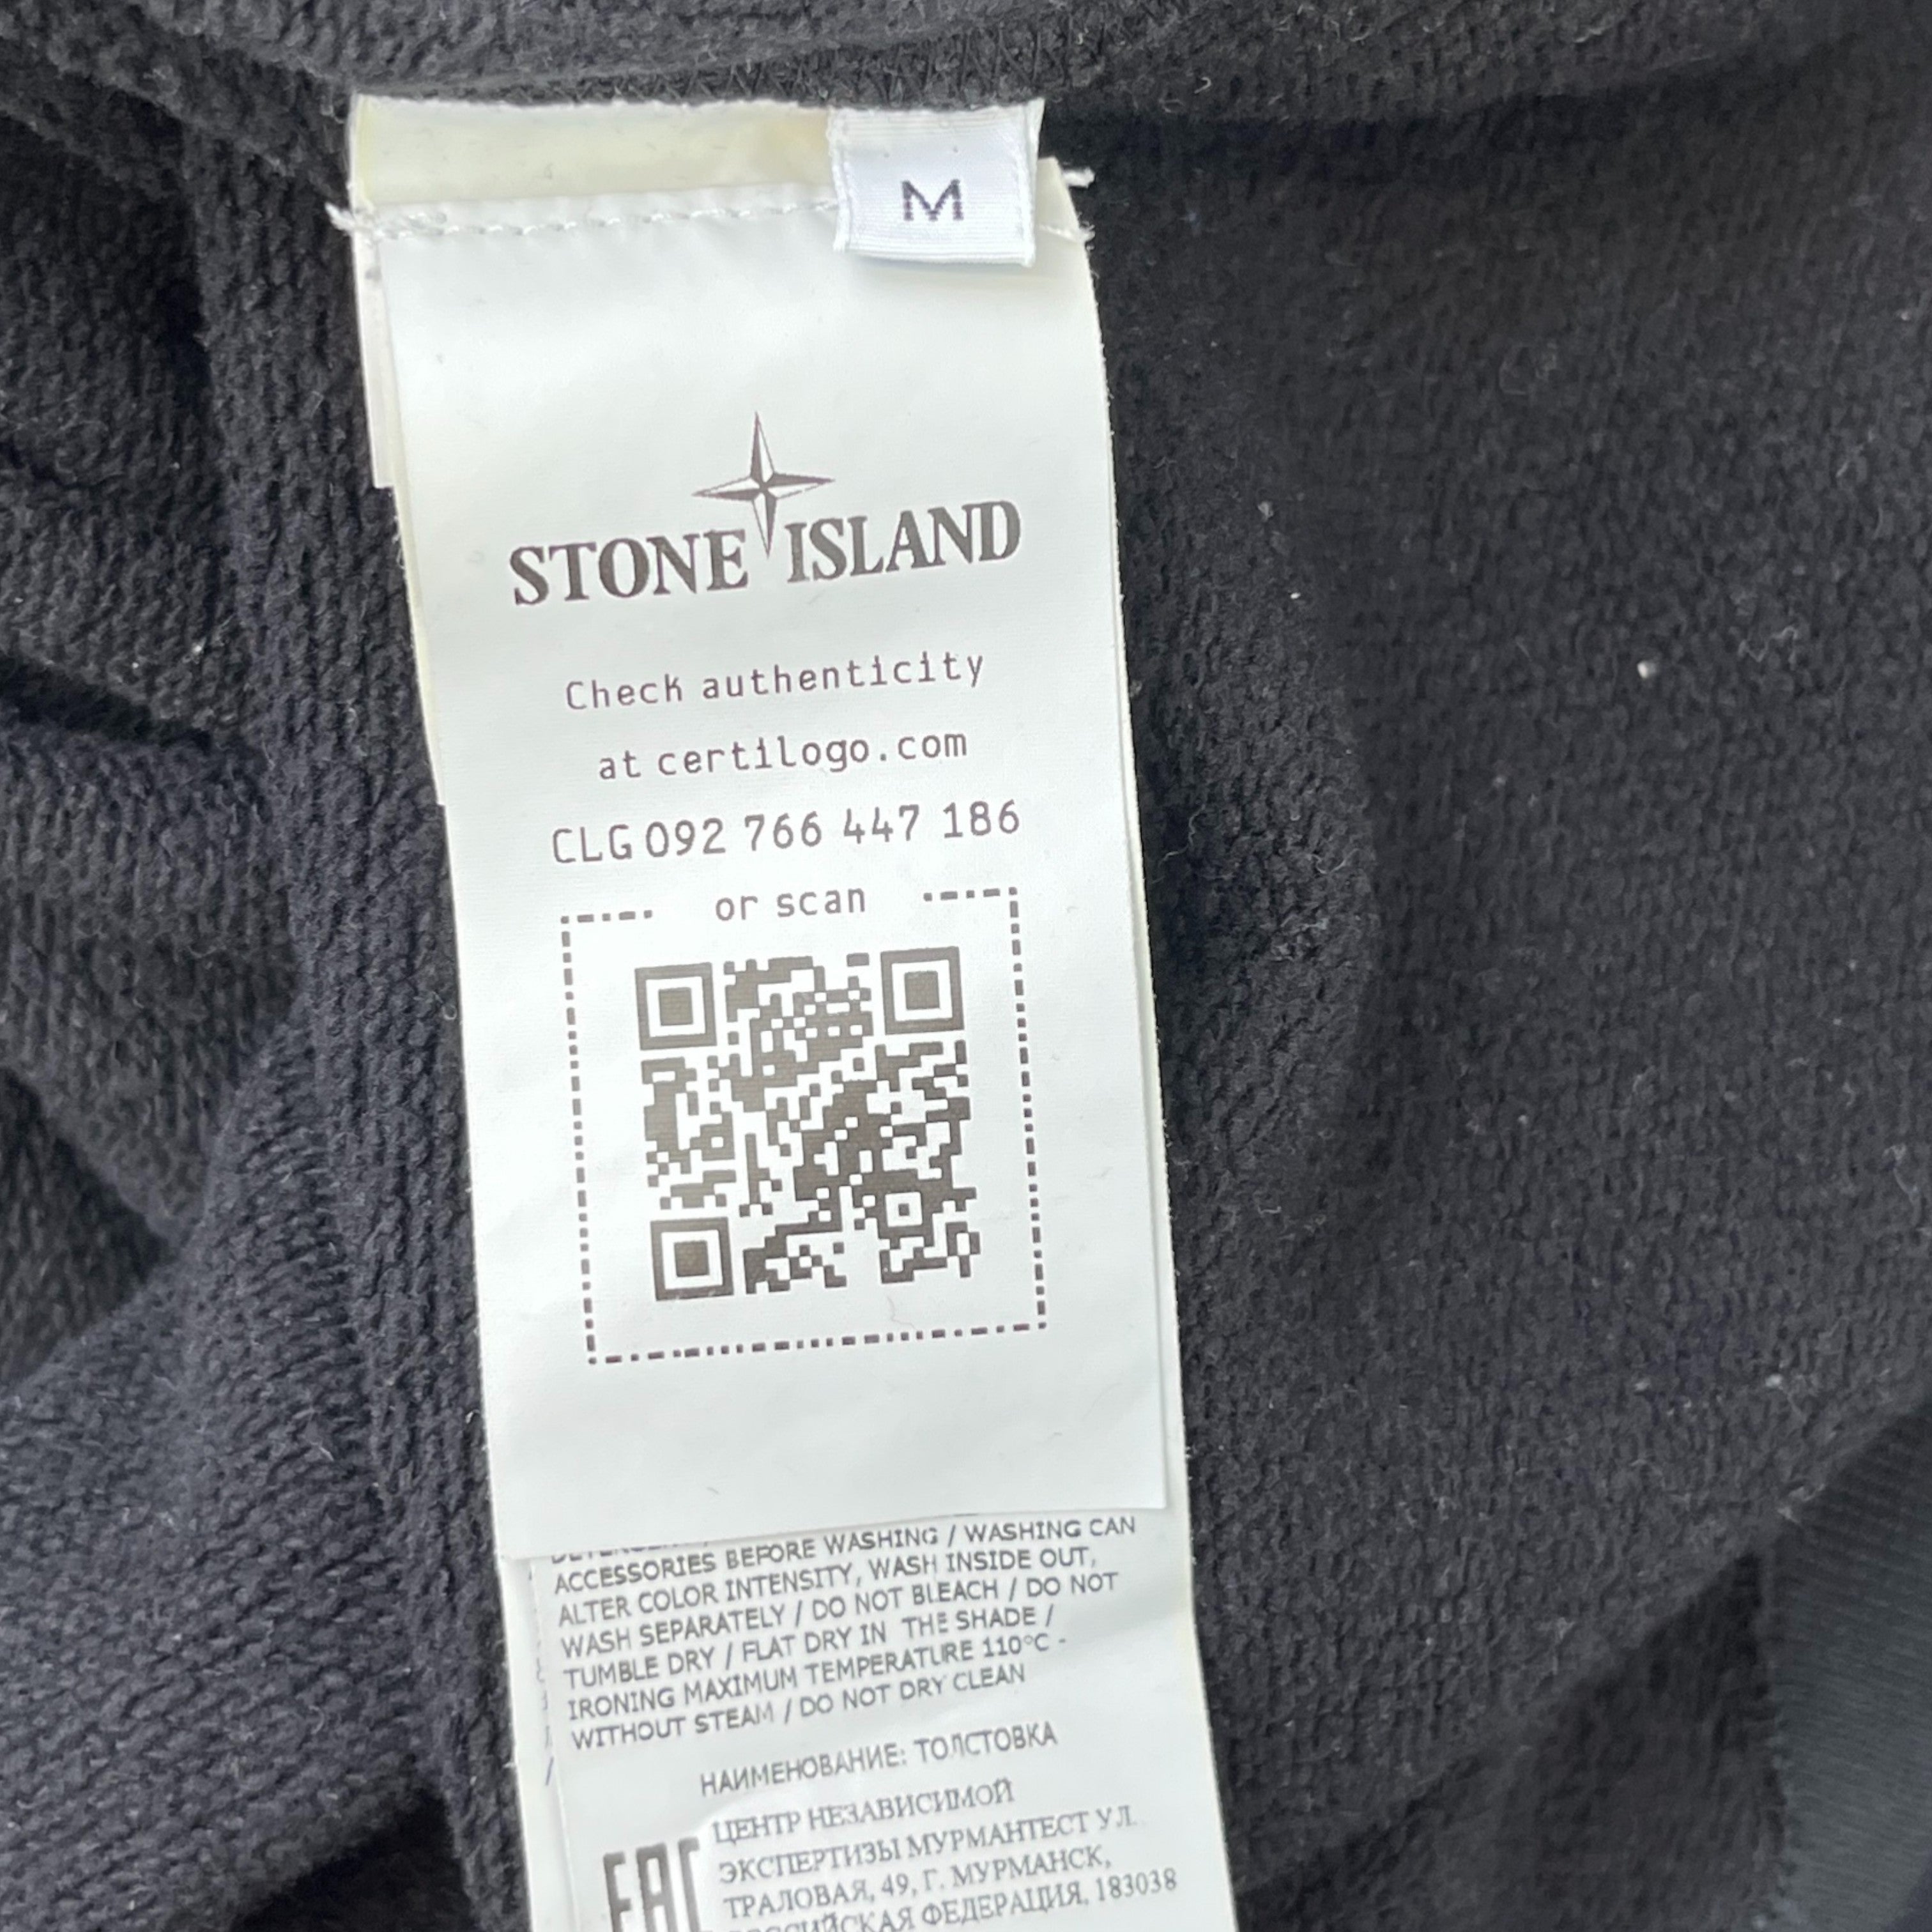 M
STONE ISLAND
Check authenticity
at certilogo.com
CLG 092 766 447 186
or scan
ACCESSORIES BEFORE WASHING / WASHING CAN
ALTER COLOR INTENSITY, WASH INSIDE OUT,
WASH SEPARATELY / DO NOT BLEACH / DO NOT
TUMBLE DRY / FLAT DRY IN THE SHADE /
IRONING MAXIMUM TEMPERATURE 110°C -
WITHOUT STEAM / DO NOT DRY CLEAN
НАИМЕНОВАНИЕ: ТОЛСТОВКА
ЦЕНТР НЕЗАВИСИМОЙ
ЭКСПЕРТИЗЫ МУРМАНТЕСТ УЛ.
ТРАЛОВАЯ, 49, Г. МУРМАНСК,
EAC
РОССИЙСКАЯ ФЕДЕРАЦИЯ, 183038